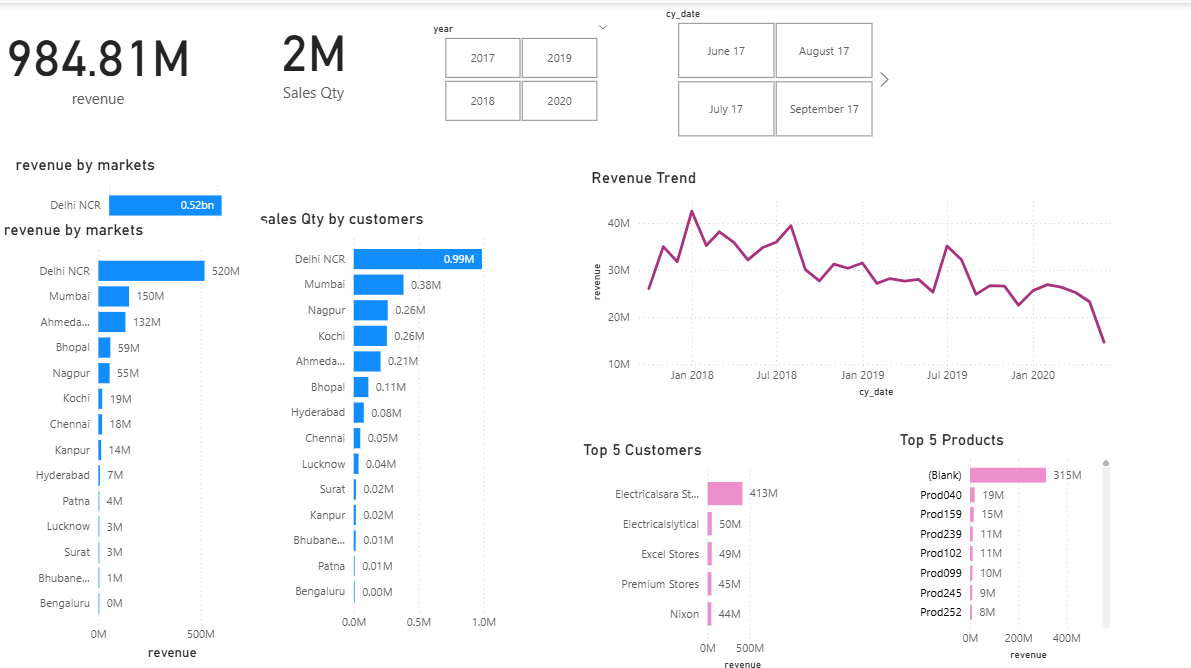 984.81M
revenue
2M
Sales Qty
year
2017
2019
2018
2020
cy_date
June 17
August 17
July 17
September 17
revenue by markets
Delhi NCR
0.52bn
revenue by markets
Delhi NCR 520M
Mumbai 150M
Ahmeda... 132M
Bhopal 59M
Nagpur 55M
Kochi 19M
Chennai 18M
Kanpur 14M
Hyderabad 7M
Patna 4M
Lucknow 3M
Surat 3M
Bhubane... 1M
Bengaluru 0M
0M 500M
revenue
sales Qty by customers
Delhi NCR 0.99M
Mumbai 0.38M
Nagpur 0.26M
Kochi 0.26M
Ahmeda... 0.21M
Bhopal 0.11M
Hyderabad 0.08M
Chennai 0.05M
Lucknow 0.04M
Surat 0.02M
Kanpur 0.02M
Bhubane... 0.01M
Patna 0.01M
Bengaluru 0.00M
0.0M 0.5M 1.0M
Revenue Trend
revenue
40M
30M
20M
10M
Jan 2018 Jul 2018 Jan 2019 Jul 2019 Jan 2020
cy_date
Top 5 Customers
Electricalsara St... 413M
Electricalslytical 50M
Excel Stores 49M
Premium Stores 45M
Nixon 44M
0M 500M
revenue
Top 5 Products
(Blank) 315M
Prod040 19M
Prod159 15M
Prod239 11M
Prod102 11M
Prod099 10M
Prod245 9M
Prod252 8M
0M 200M 400M
revenue